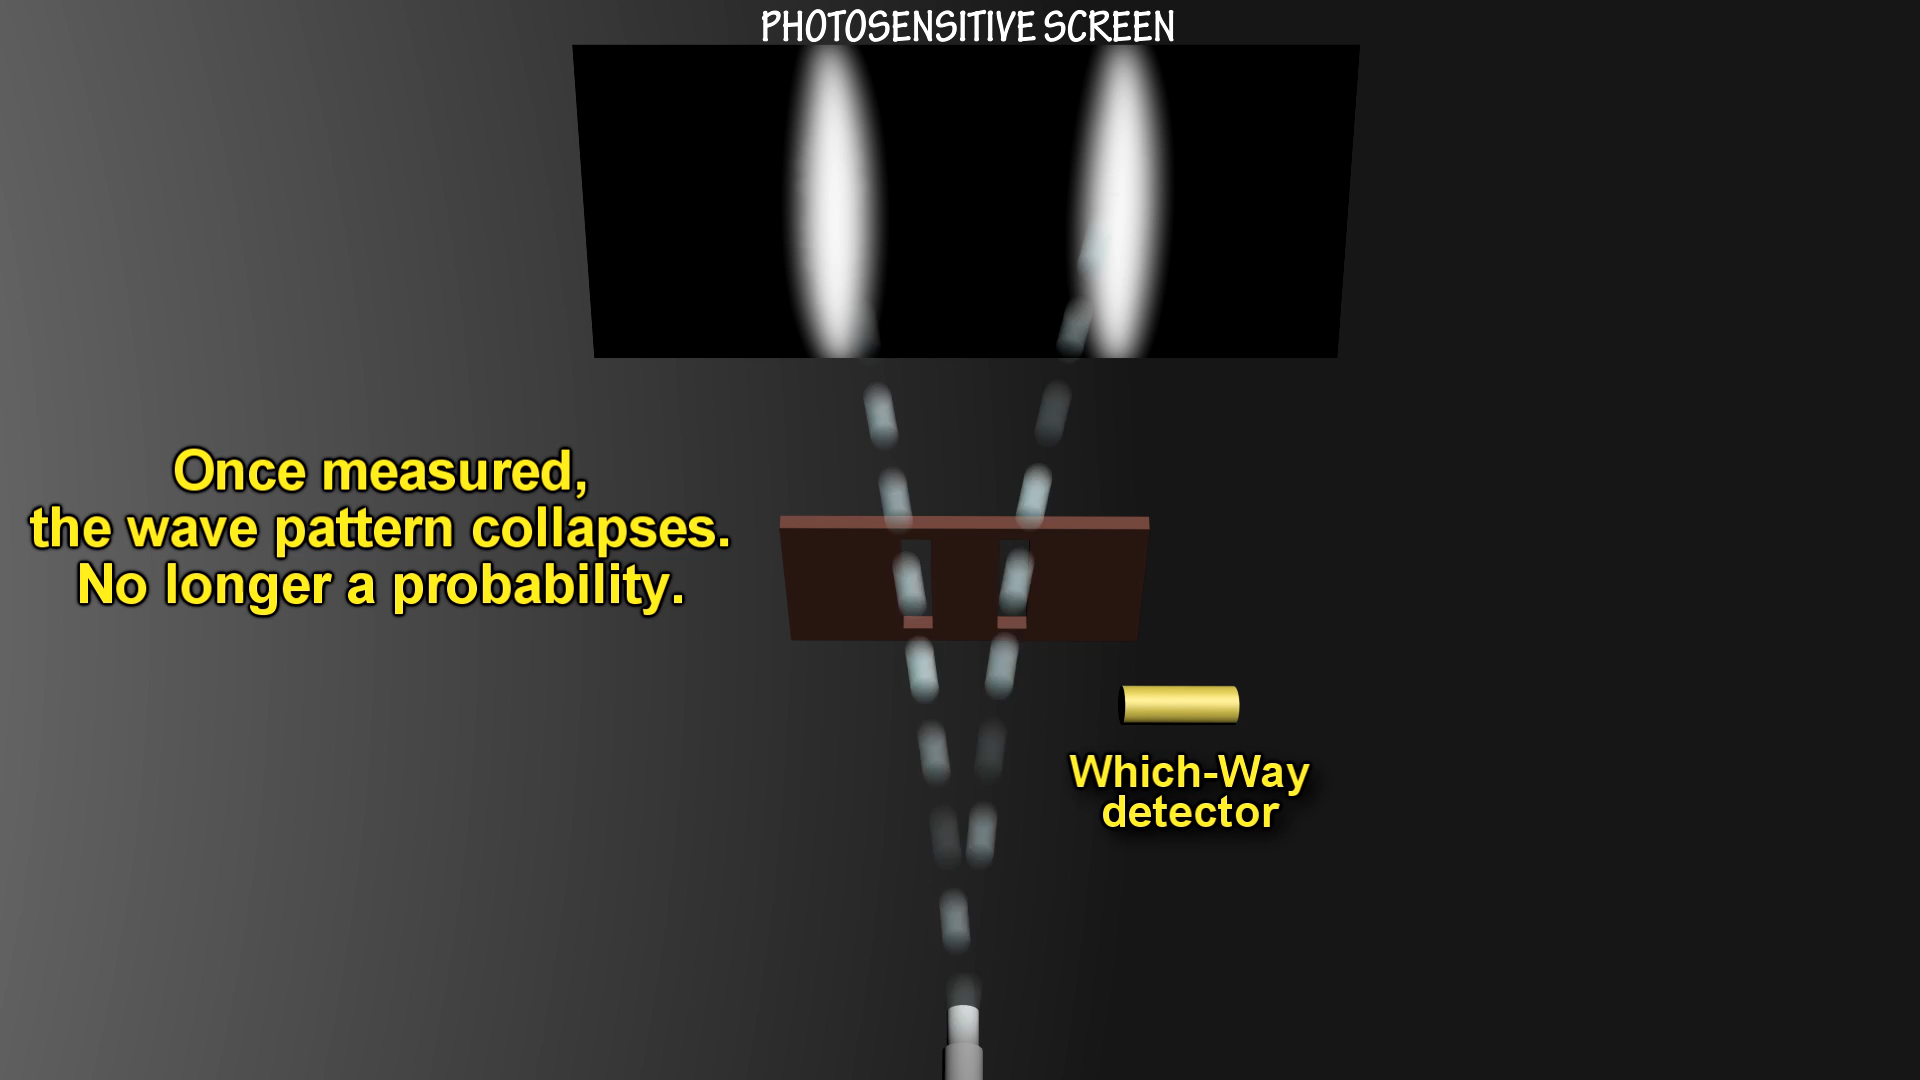 PHOTOSENSITIVE SCREEN
Once measured,
the wave pattern collapses.
No longer a probability.
Which-Way
detector